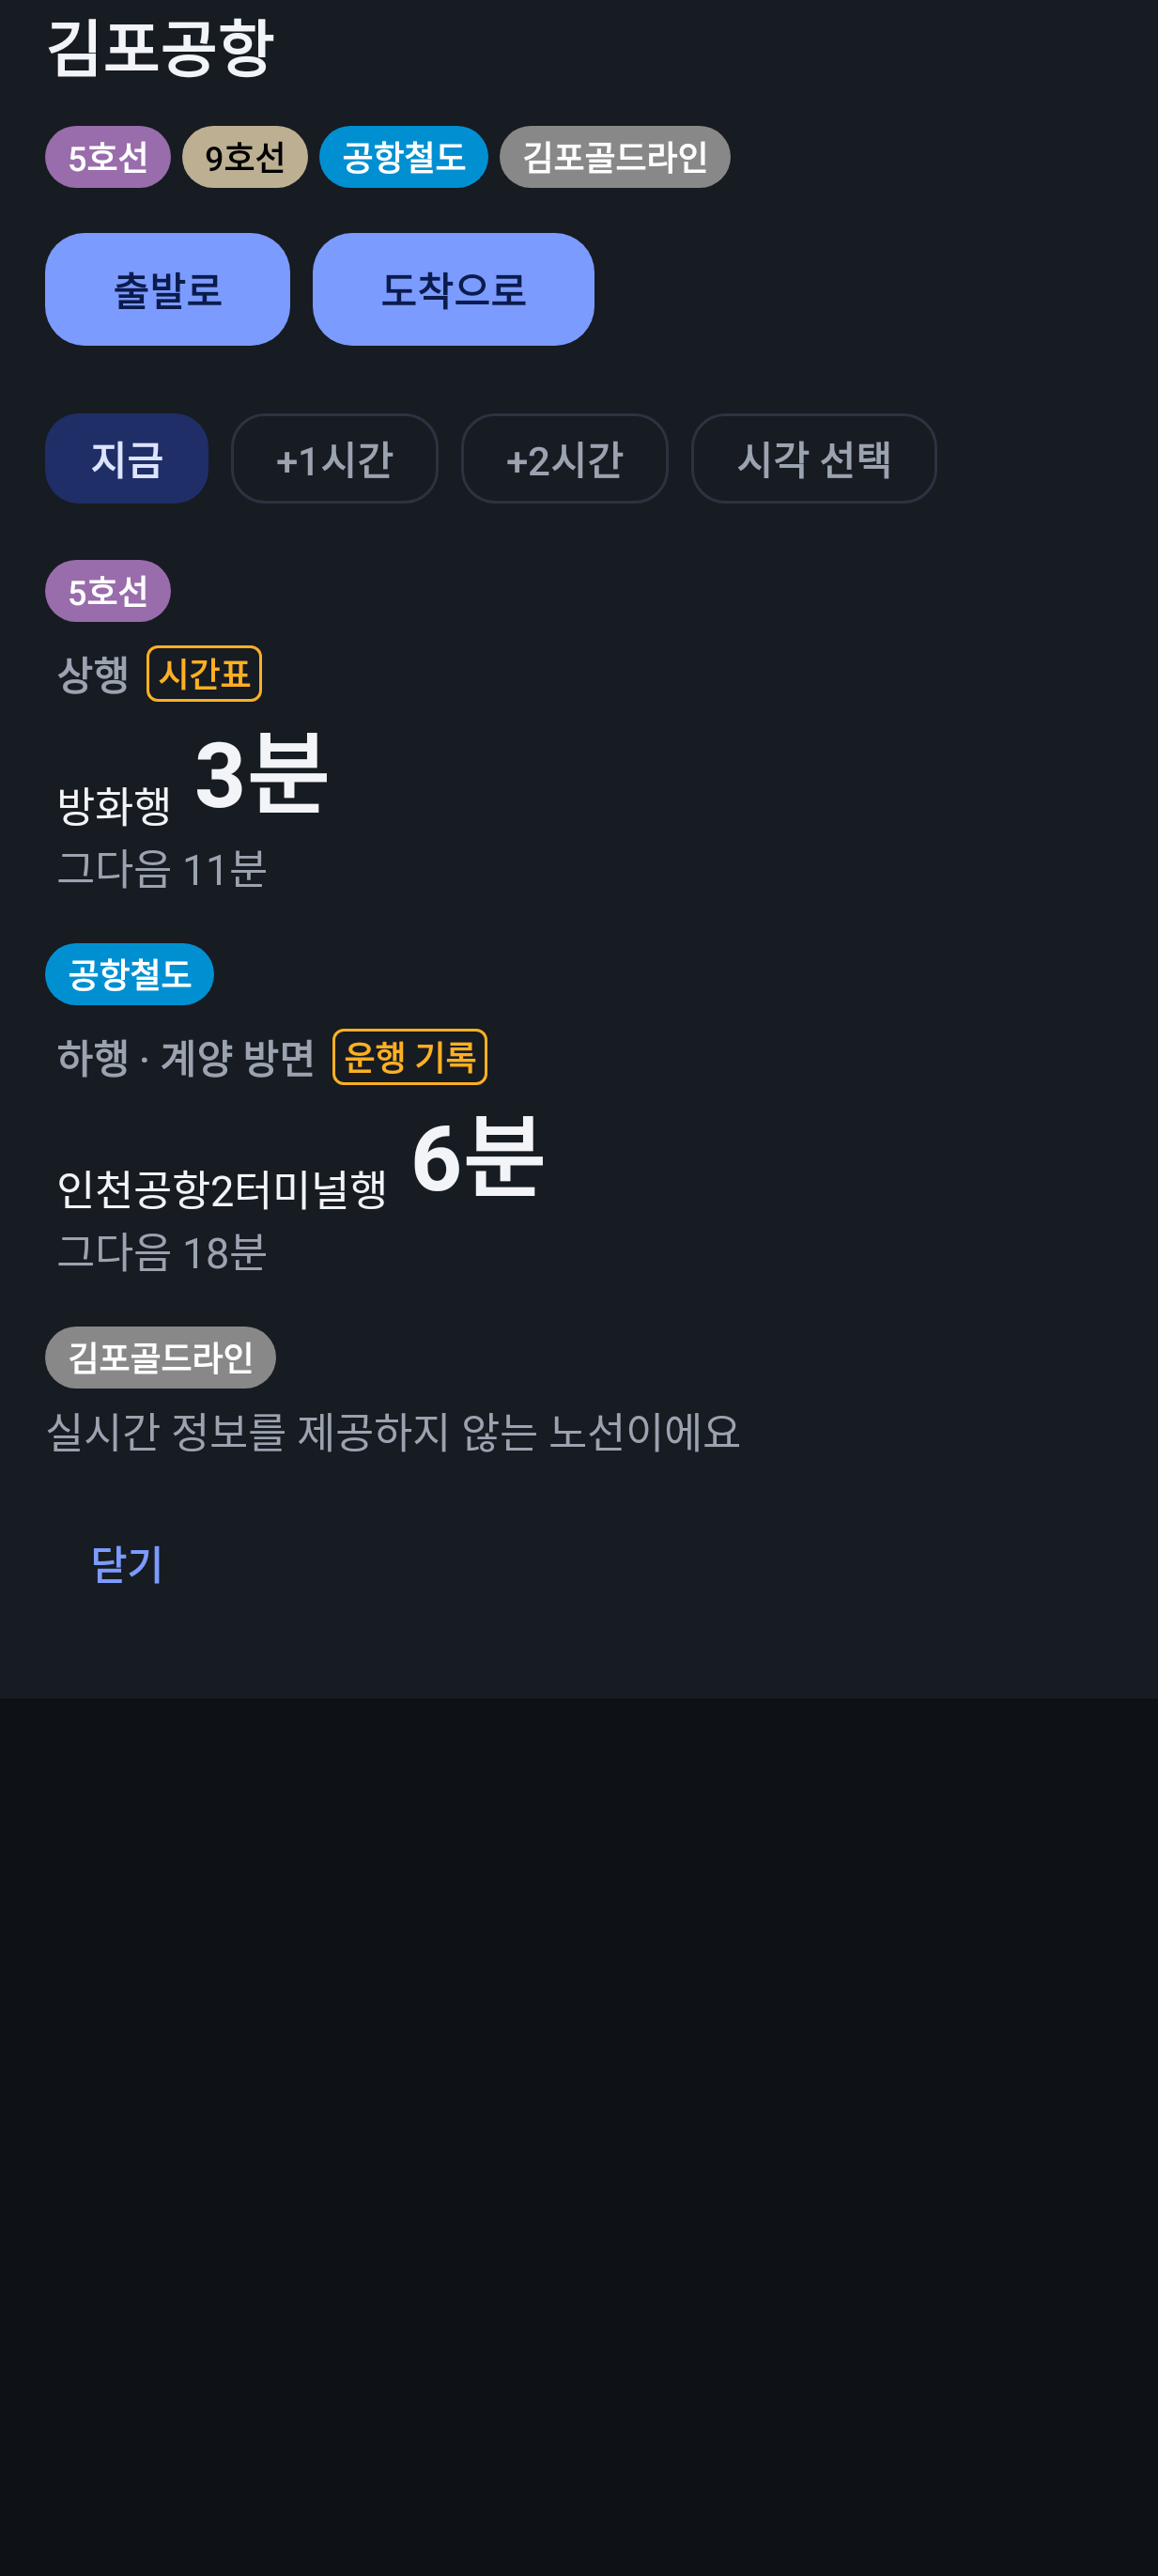 김포공항
5호선 9호선 공항철도 김포골드라인
출발로 도착으로
지금 +1시간 +2시간 시각 선택
5호선
상행 시간표
방화행 3분
그다음 11분
공항철도
하행 · 계양 방면 운행 기록
인천공항2터미널행 6분
그다음 18분
김포골드라인
실시간 정보를 제공하지 않는 노선이에요
닫기